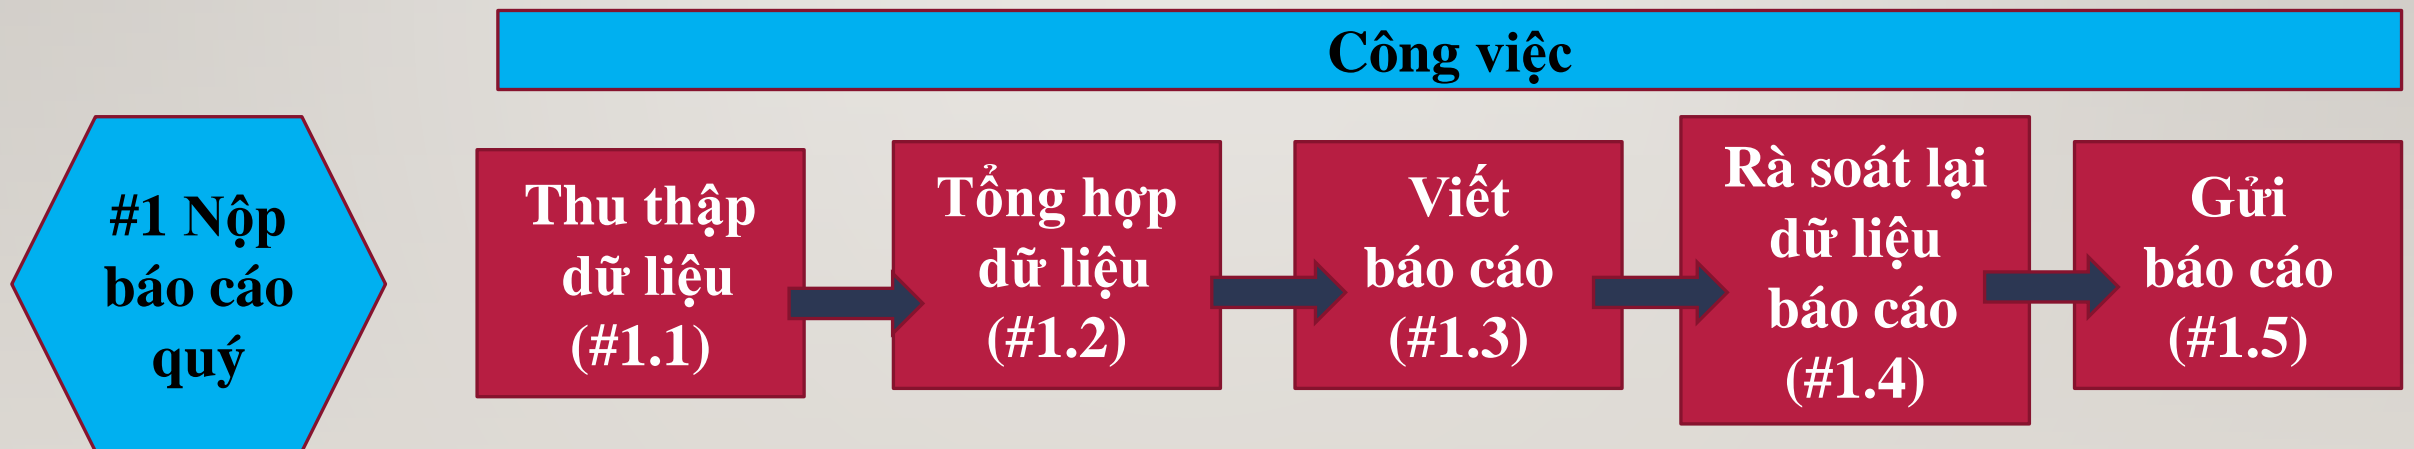 Công việc
#1 Nộp
báo cáo
quý
Thu thập
dữ liệu
(#1.1)
Tổng hợp
dữ liệu
(#1.2)
Viết
báo cáo
(#1.3)
Rà soát lại
dữ liệu
báo cáo
(#1.4)
Gửi
báo cáo
(#1.5)